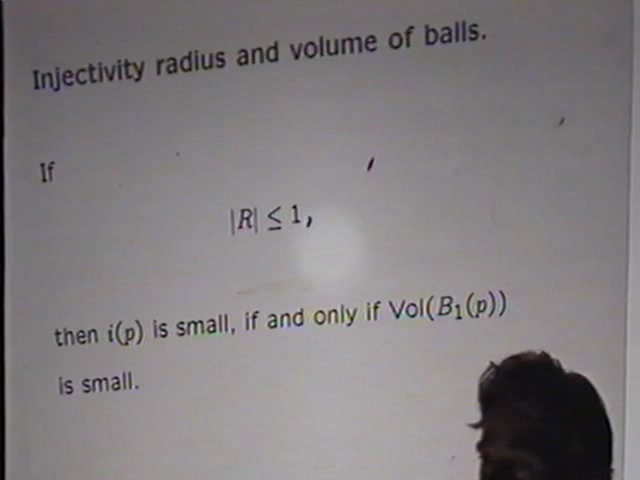 Injectivity radius and volume of balls.
If
|R| ≤ 1,
then i(p) is small, if and only if Vol(B₁(p))
is small.